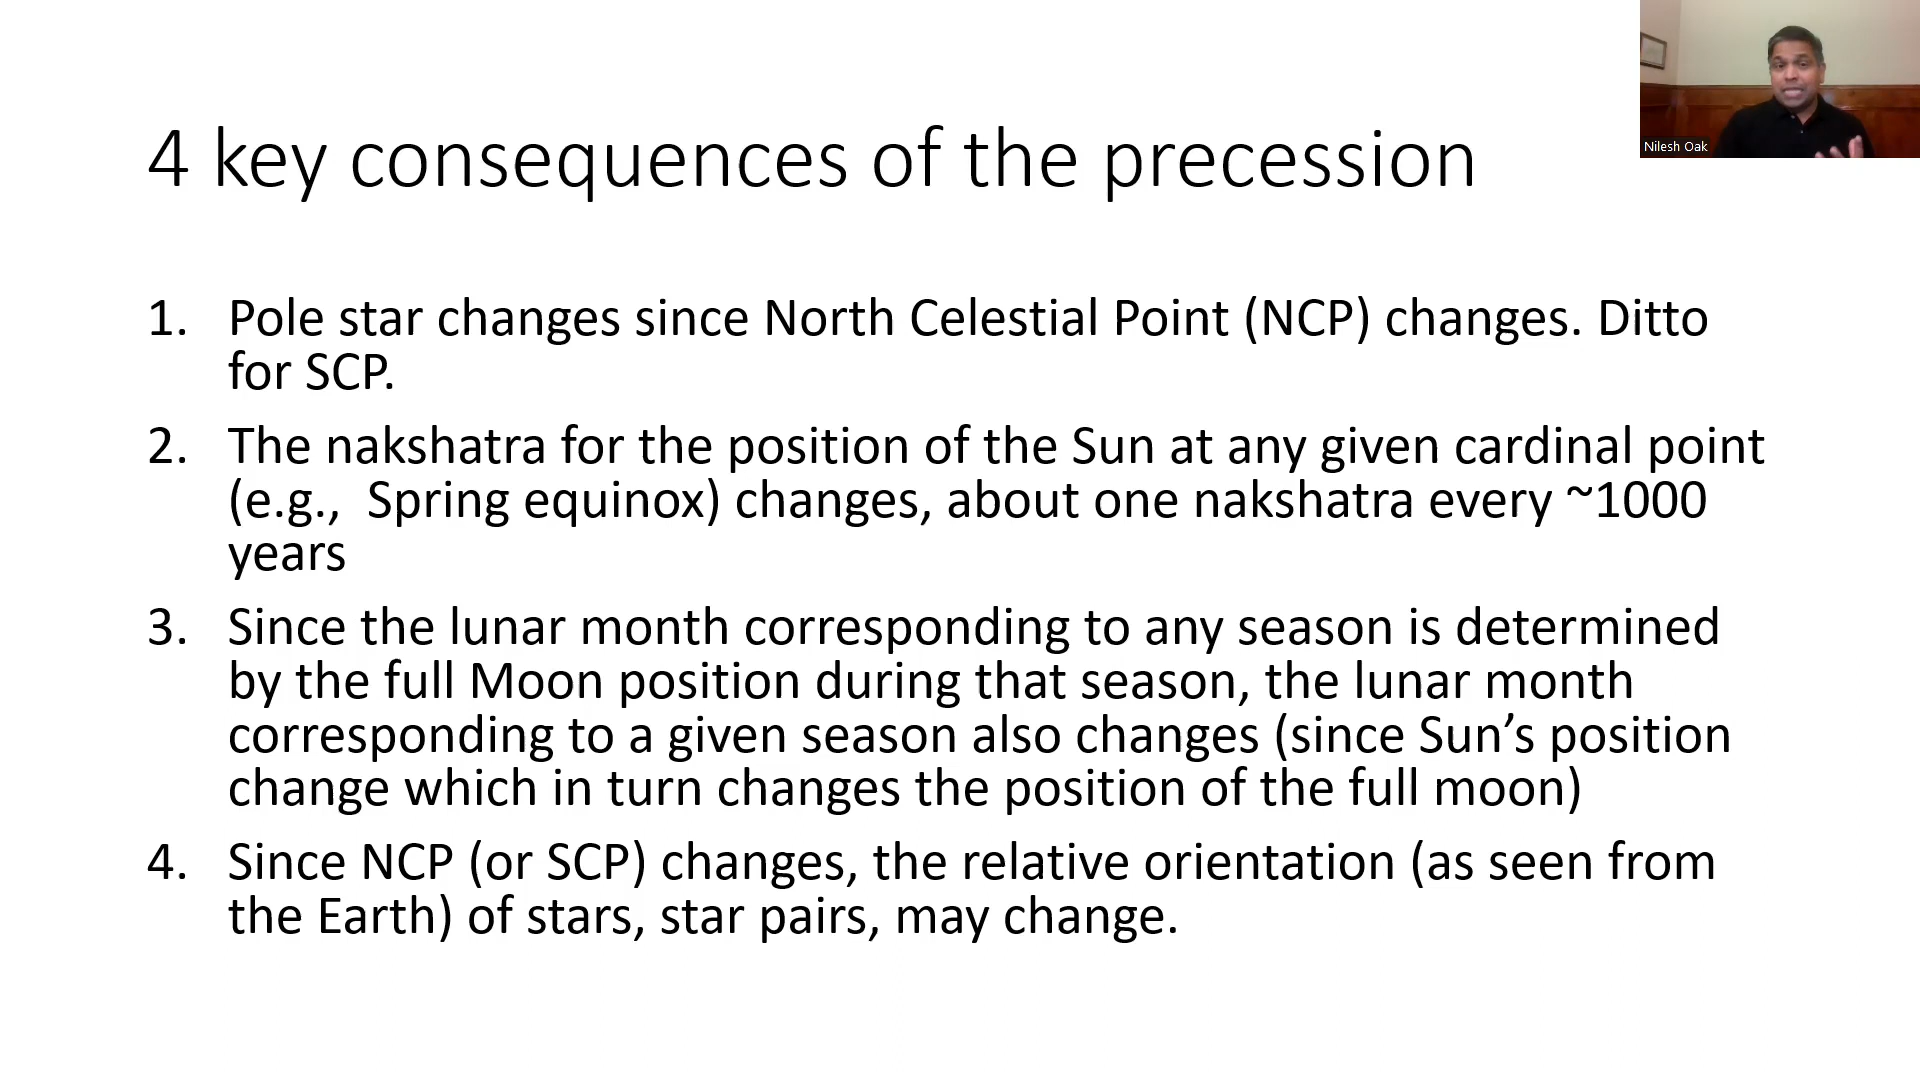 Nilesh Oak
4 key consequences of the precession
1. Pole star changes since North Celestial Point (NCP) changes. Ditto
for SCP.
2. The nakshatra for the position of the Sun at any given cardinal point
(e.g.,  Spring equinox) changes, about one nakshatra every ~1000
years
3. Since the lunar month corresponding to any season is determined
by the full Moon position during that season, the lunar month
corresponding to a given season also changes (since Sun’s position
change which in turn changes the position of the full moon)
4. Since NCP (or SCP) changes, the relative orientation (as seen from
the Earth) of stars, star pairs, may change.